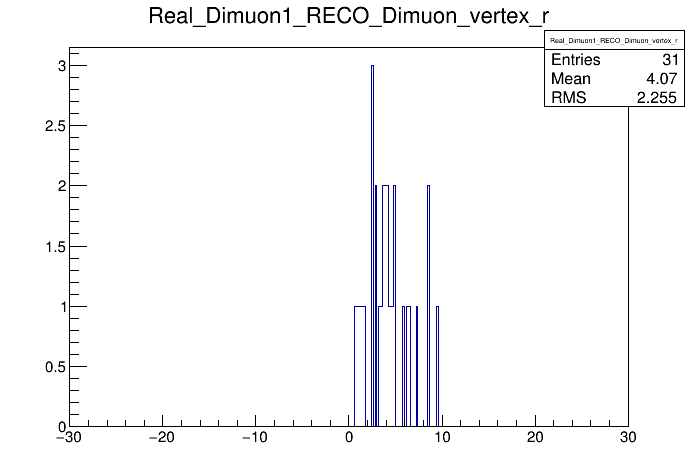 Real_Dimuon1_RECO_Dimuon_vertex_r
Real_Dimuon1_RECO_Dimuon_vertex_r
Entries 31
Mean 4.07
RMS 2.255
3
2.5
2
1.5
1
0.5
0
−30 −20 −10 0 10 20 30